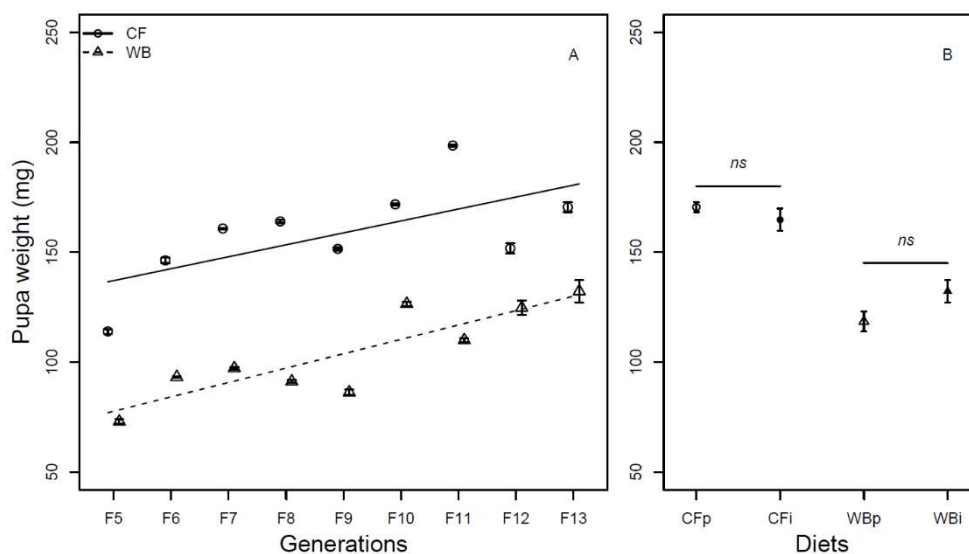 CF
WB
A
Pupa weight (mg)
250
200
150
100
50
F5 F6 F7 F8 F9 F10 F11 F12 F13
Generations
B
250
200
150
100
50
ns
ns
CFp CFi WBp WBi
Diets